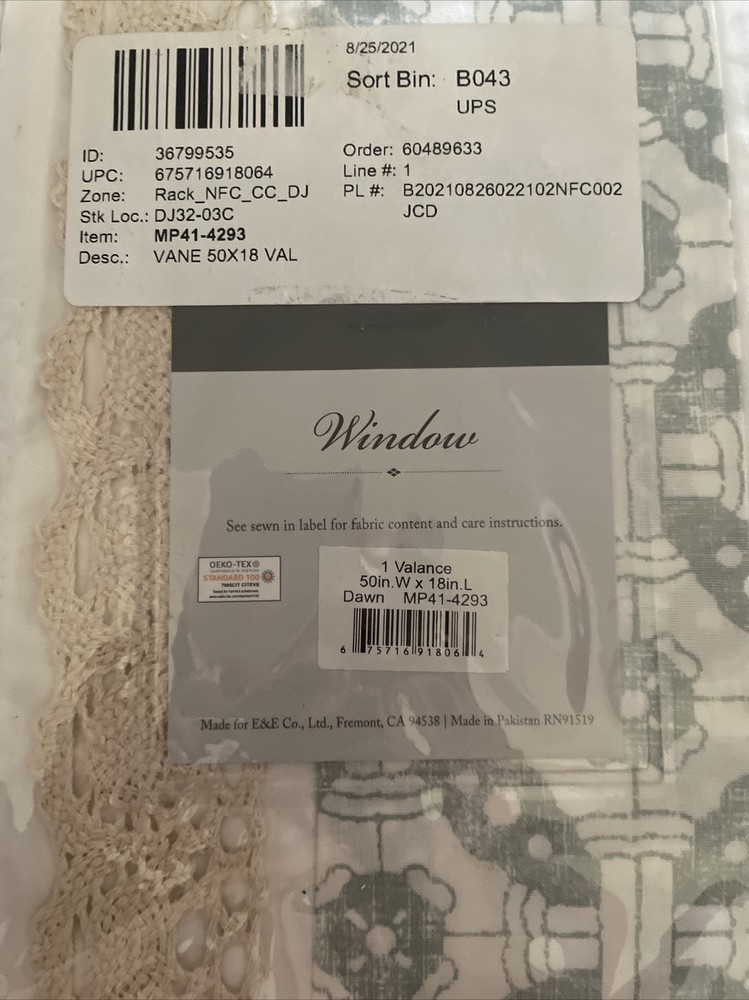 8/25/2021
Sort Bin: B043
UPS
ID: 36799535
UPC: 675716918064
Zone: Rack_NFC_CC_DJ
Stk Loc.: DJ32-03C
Item: MP41-4293
Desc.: VANE 50X18 VAL
Order: 60489633
Line #: 1
PL #: B20210826022102NFC002
JCD
Window
See sewn in label for fabric content and care instructions.
OEKO-TEX®
STANDARD 100
1 Valance
50in.W x 18in.L
Dawn MP41-4293
6 75716 91806 4
Made for E&E Co., Ltd., Fremont, CA 94538 | Made in Pakistan RN91519